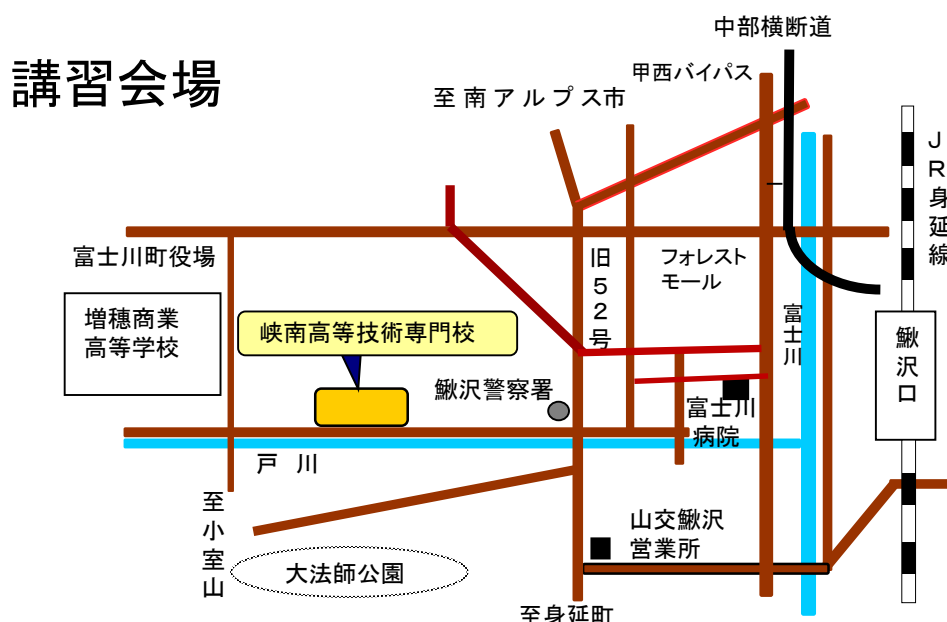 中部横断道
講習会場
甲西バイパス
至南アルプス市
JR身延線
富士川町役場
旧52号
フォレスト
モール
富士川
増穂商業
高等学校
峡南高等技術専門校
鰍沢口
鰍沢警察署
富士川
病院
戸川
至小室山
山交鰍沢
営業所
大法師公園
至身延町